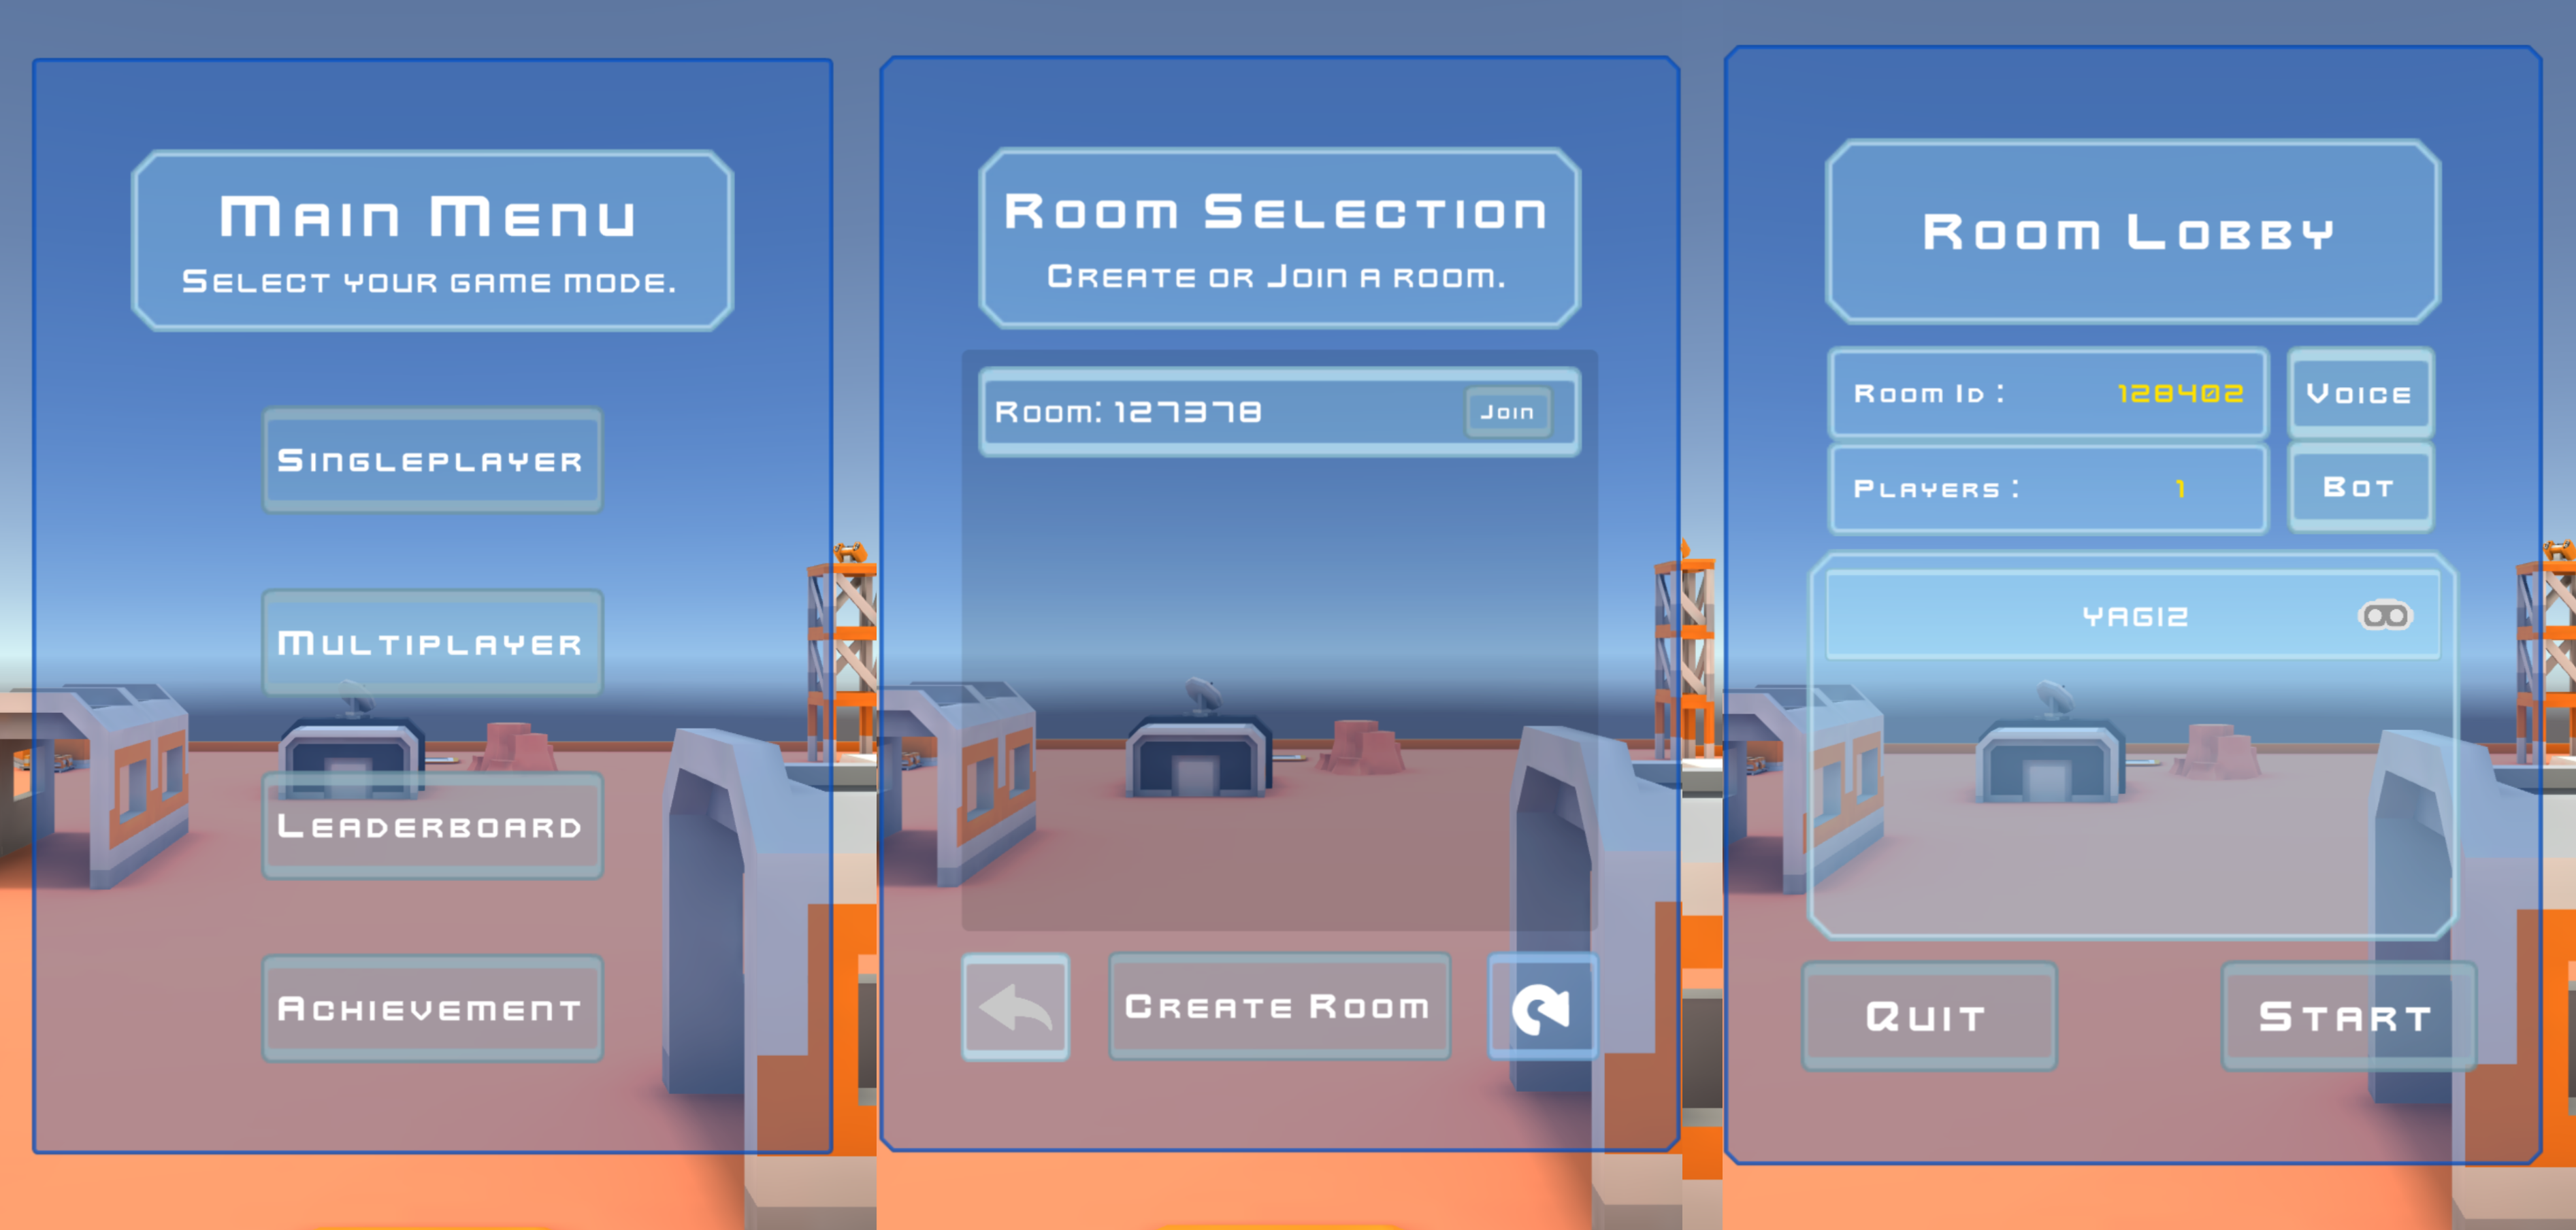 Main Menu
Select your game mode.
Singleplayer
Multiplayer
Leaderboard
Achievement
Room Selection
Create or Join a room.
Room: 127378 Join
Create Room
Room Lobby
Room Id : 128402 Voice
Players : 1 Bot
YAGIZ
Quit Start